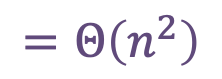 = Θ(n²)